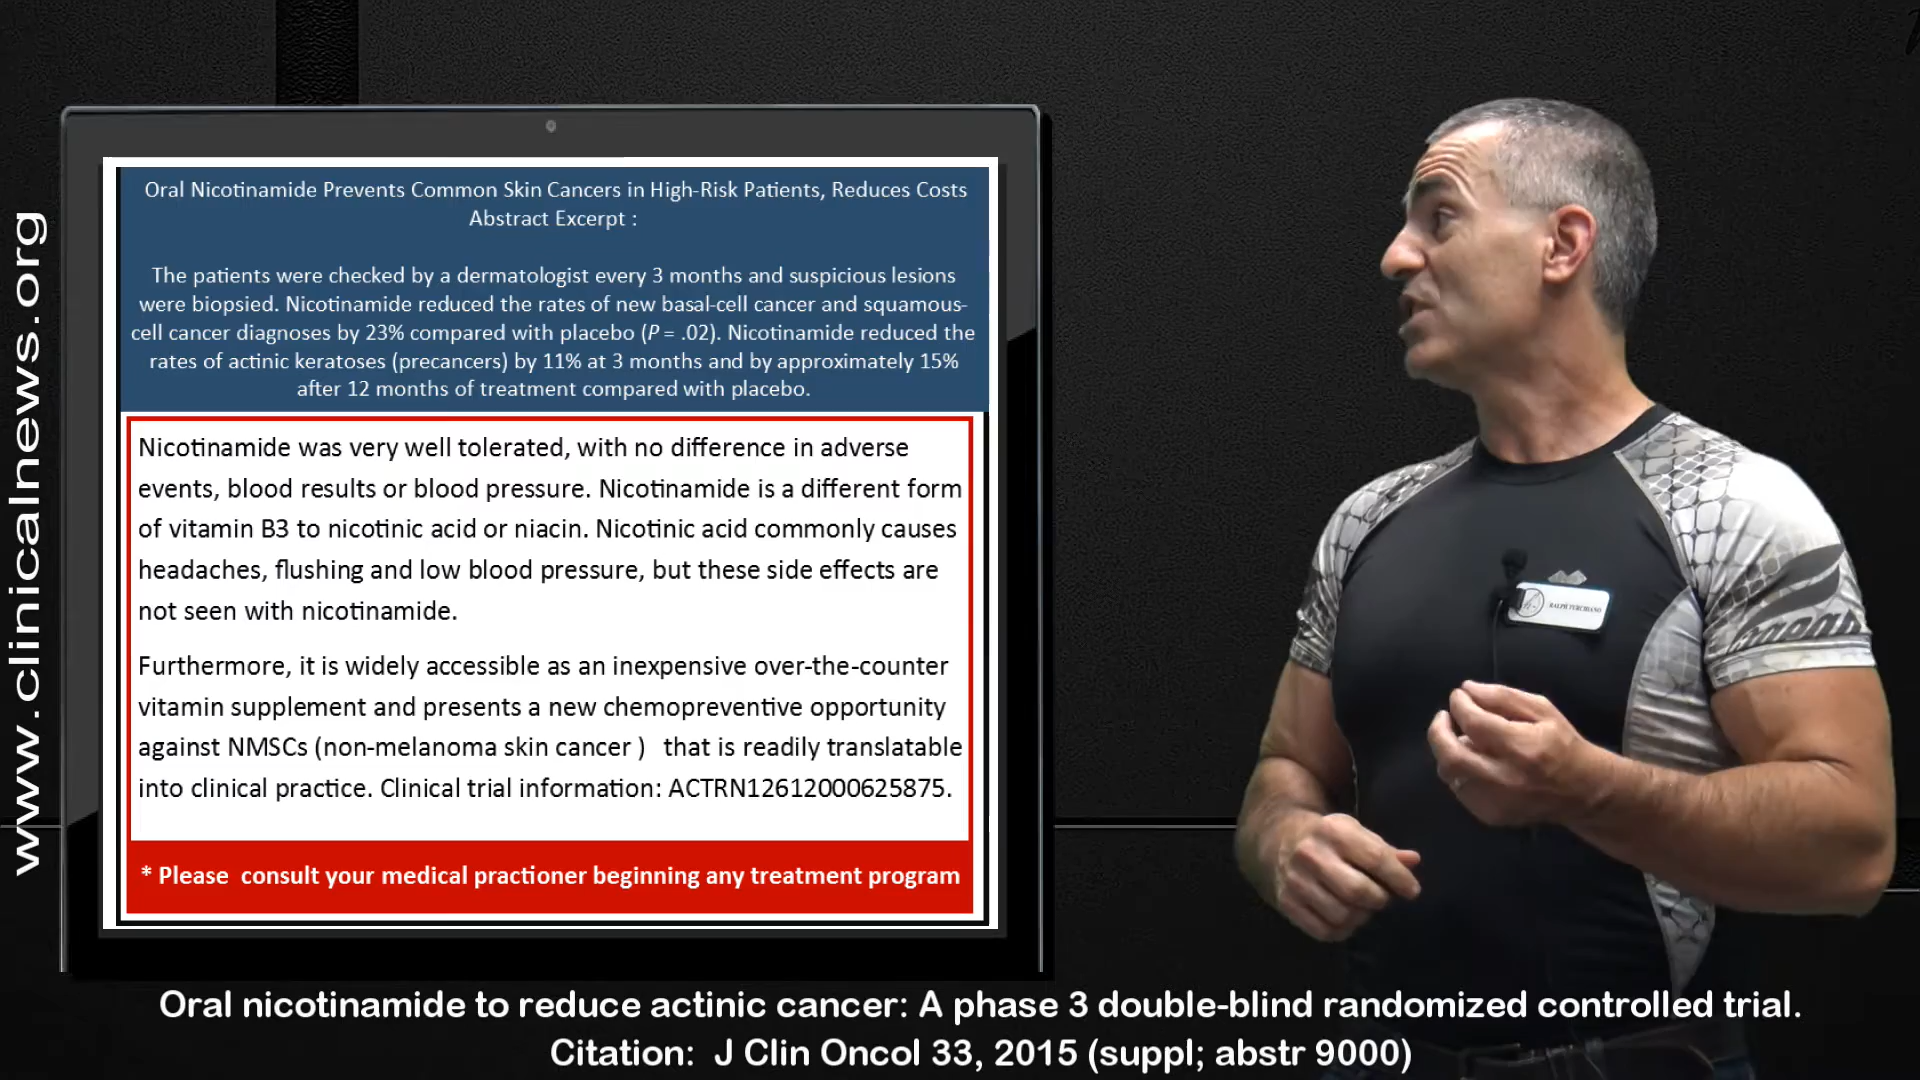 www.clinicalnews.org
Oral Nicotinamide Prevents Common Skin Cancers in High-Risk Patients, Reduces Costs
Abstract Excerpt :
The patients were checked by a dermatologist every 3 months and suspicious lesions
were biopsied. Nicotinamide reduced the rates of new basal-cell cancer and squamous-
cell cancer diagnoses by 23% compared with placebo (P = .02). Nicotinamide reduced the
rates of actinic keratoses (precancers) by 11% at 3 months and by approximately 15%
after 12 months of treatment compared with placebo.
Nicotinamide was very well tolerated, with no difference in adverse
events, blood results or blood pressure. Nicotinamide is a different form
of vitamin B3 to nicotinic acid or niacin. Nicotinic acid commonly causes
headaches, flushing and low blood pressure, but these side effects are
not seen with nicotinamide.
Furthermore, it is widely accessible as an inexpensive over-the-counter
vitamin supplement and presents a new chemopreventive opportunity
against NMSCs (non-melanoma skin cancer ) that is readily translatable
into clinical practice. Clinical trial information: ACTRN12612000625875.
* Please consult your medical practioner beginning any treatment program
RALPH TURCHIANO
Oral nicotinamide to reduce actinic cancer: A phase 3 double-blind randomized controlled trial.
Citation: J Clin Oncol 33, 2015 (suppl; abstr 9000)